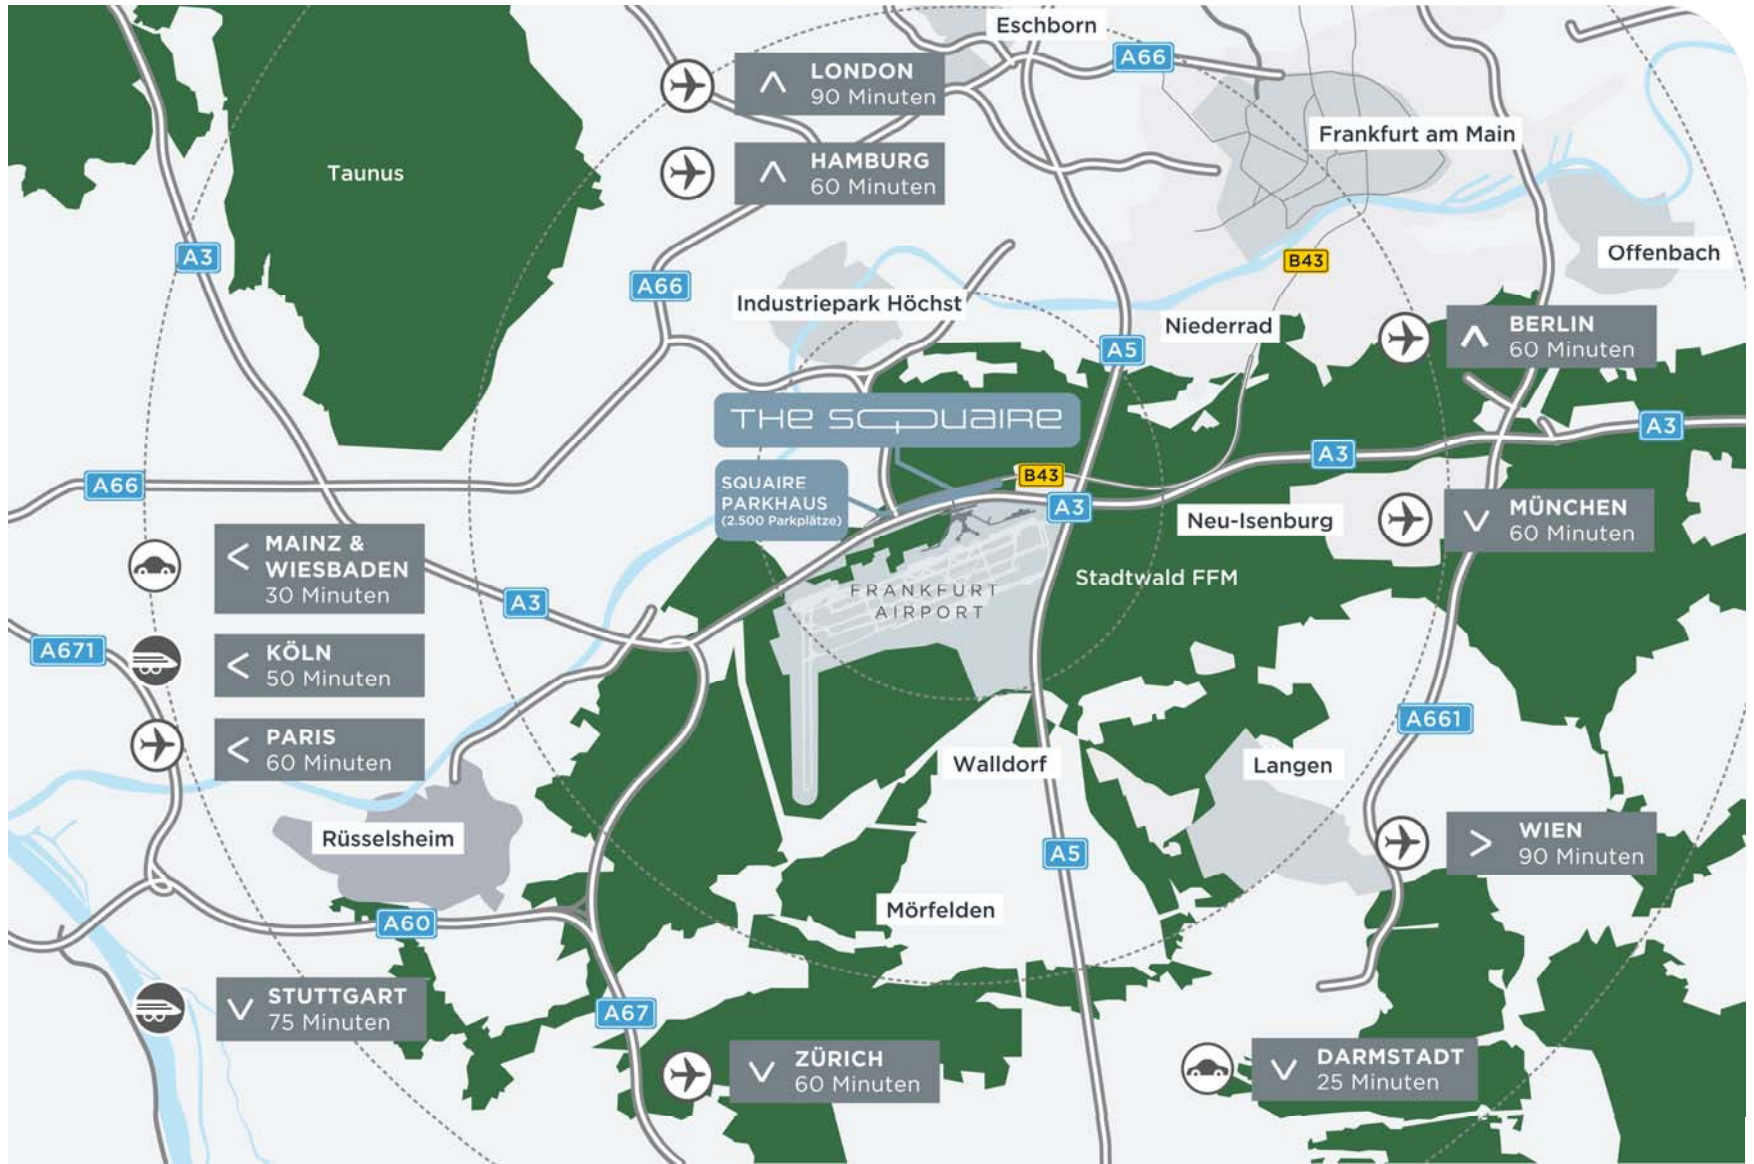 Eschborn
A66
LONDON
90 Minuten
Frankfurt am Main
HAMBURG
60 Minuten
Taunus
A3
A66
Offenbach
B43
Industriepark Höchst
Niederrad
BERLIN
60 Minuten
A5
THE SQUAIRE
A3
A3
A66
SQUAIRE
PARKHAUS
(2.500 Parkplätze)
B43
A3
Neu-Isenburg
MÜNCHEN
60 Minuten
MAINZ &
WIESBADEN
30 Minuten
A3
Stadtwald FFM
FRANKFURT
AIRPORT
A671
KÖLN
50 Minuten
PARIS
60 Minuten
A661
Walldorf
Langen
Rüsselsheim
A5
WIEN
90 Minuten
A60
Mörfelden
STUTTGART
75 Minuten
A67
ZÜRICH
60 Minuten
DARMSTADT
25 Minuten